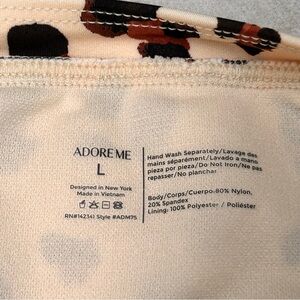 ADOREME
L
Designed in New York
Made in Vietnam
RN#142341 Style #ADM75
Hand Wash Separately/Lavage des
mains séparément/Lavado a mano
pieza por pieza/Do Not Iron/Ne pas
repasser/No planchar
Body/Corps/Cuerpo:80% Nylon,
20% Spandex
Lining: 100% Polyester / Poliéster